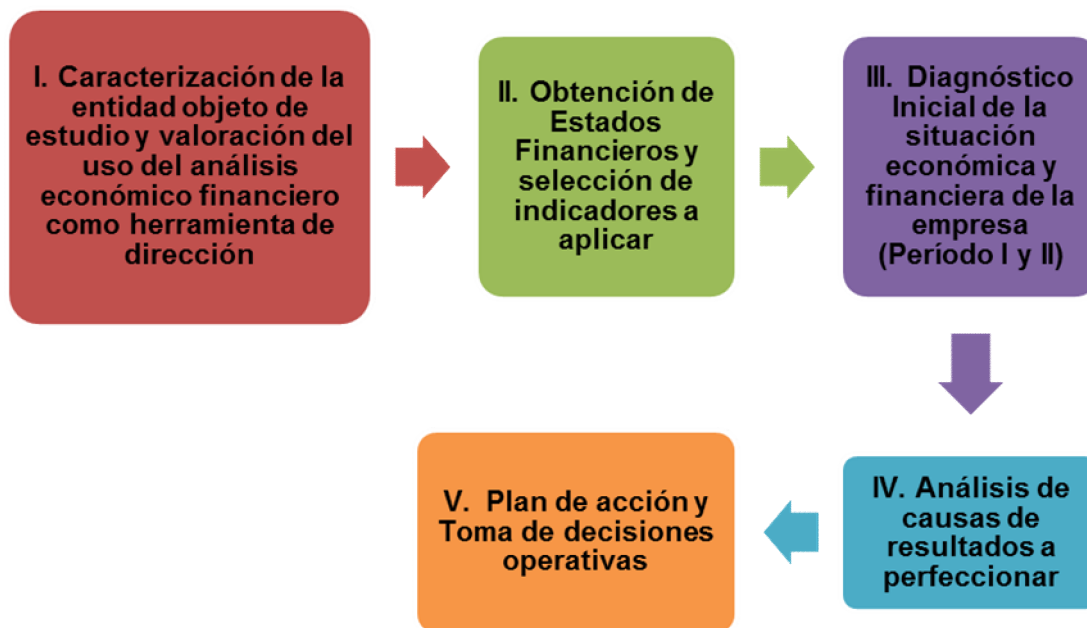 I. Caracterización de la
entidad objeto de
estudio y valoración del
uso del análisis
económico financiero
como herramienta de
dirección
II. Obtención de
Estados
Financieros y
selección de
indicadores a
aplicar
III. Diagnóstico
Inicial de la
situación
económica y
financiera de la
empresa
(Período I y II)
IV. Análisis de
causas de
resultados a
perfeccionar
V. Plan de acción y
Toma de decisiones
operativas